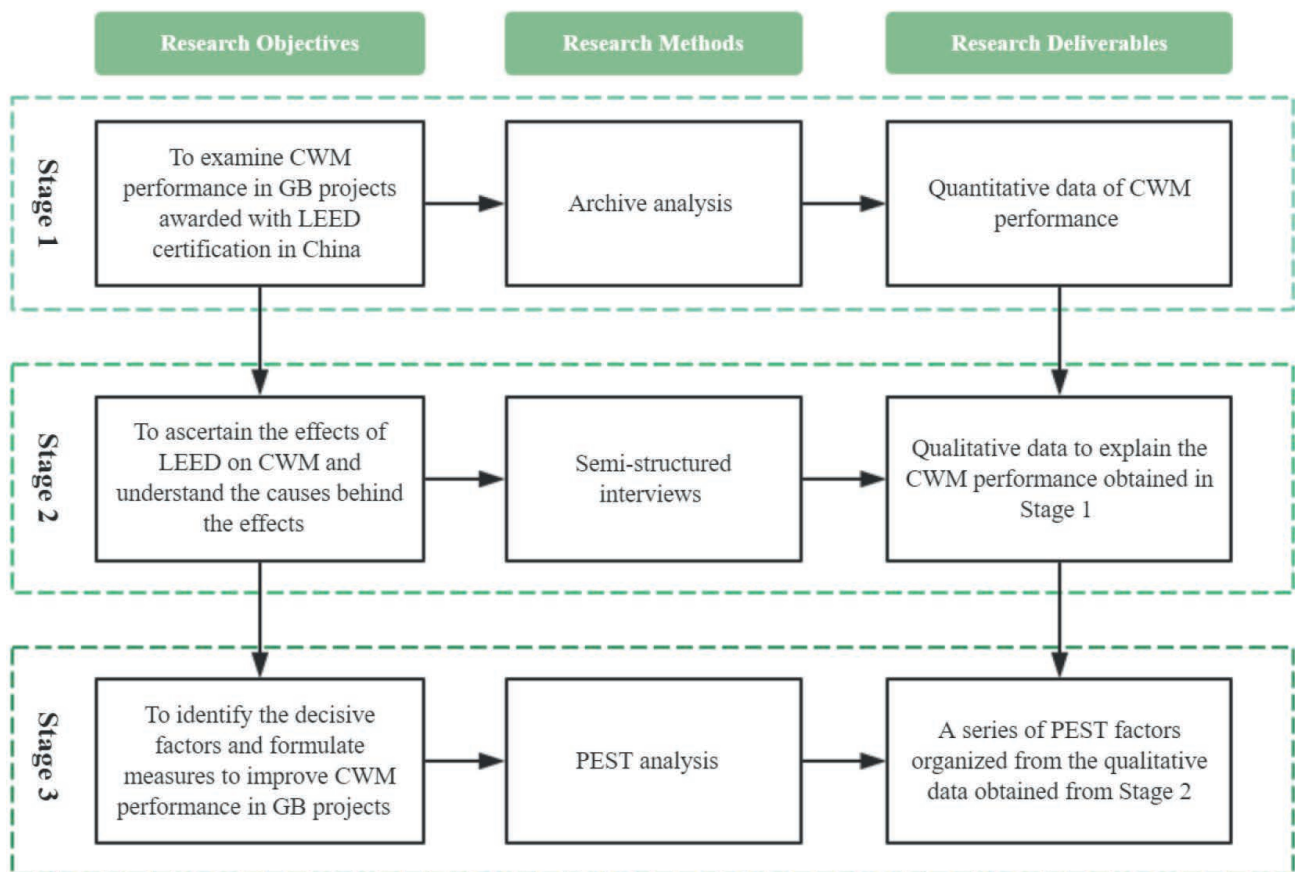 Research Objectives
Research Methods
Research Deliverables
Stage 1
To examine CWM
performance in GB projects
awarded with LEED
certification in China
Archive analysis
Quantitative data of CWM
performance
Stage 2
To ascertain the effects of
LEED on CWM and
understand the causes behind
the effects
Semi-structured
interviews
Qualitative data to explain the
CWM performance obtained in
Stage 1
Stage 3
To identify the decisive
factors and formulate
measures to improve CWM
performance in GB projects
PEST analysis
A series of PEST factors
organized from the qualitative
data obtained from Stage 2